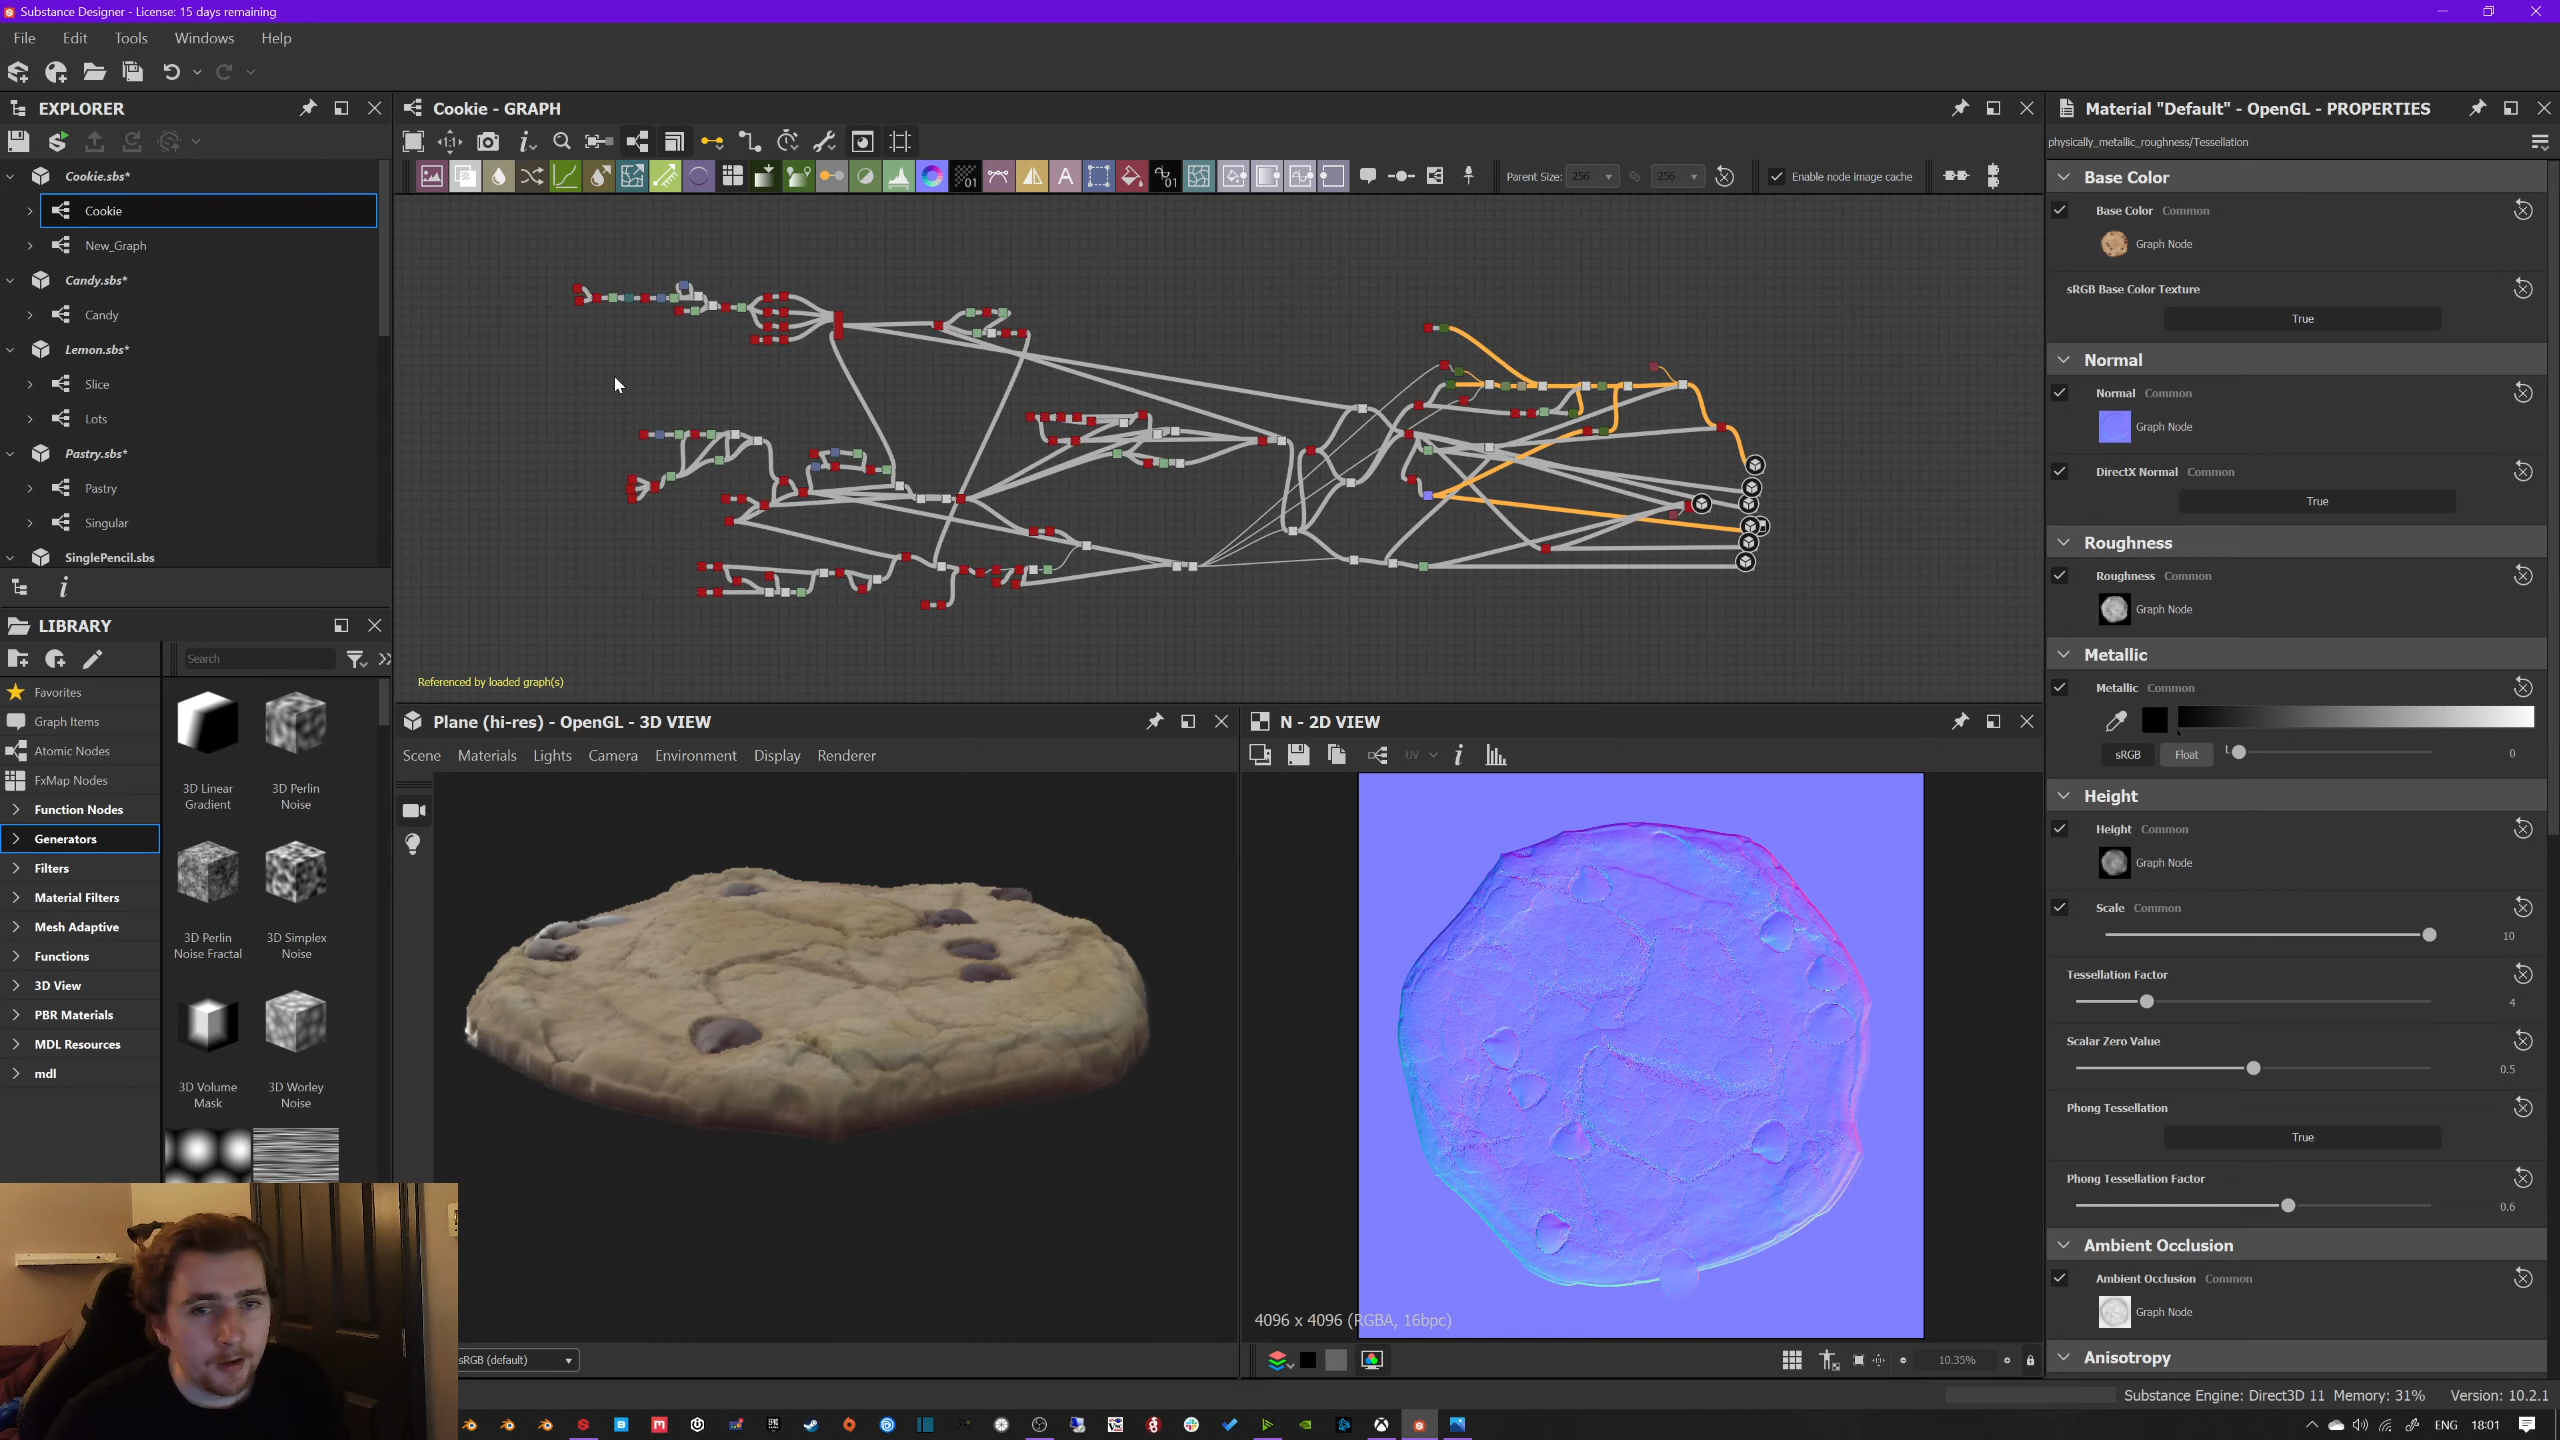 Substance Designer - License: 15 days remaining
File Edit Tools Windows Help
EXPLORER
Cookie.sbs*
Cookie
New_Graph
Candy.sbs*
Candy
Lemon.sbs*
Slice
Lots
Pastry.sbs*
Pastry
Singular
SinglePencil.sbs
LIBRARY
Search
Favorites
Graph Items
Atomic Nodes
FxMap Nodes
Function Nodes
Generators
Filters
Material Filters
Mesh Adaptive
Functions
3D View
PBR Materials
MDL Resources
mdl
3D Linear
Gradient
3D Perlin
Noise
3D Perlin
Noise Fractal
3D Simplex
Noise
3D Volume
Mask
3D Worley
Noise
Cookie - GRAPH
Parent Size: 256 256 Enable node image cache
Referenced by loaded graph(s)
Plane (hi-res) - OpenGL - 3D VIEW
Scene Materials Lights Camera Environment Display Renderer
sRGB (default)
N - 2D VIEW
UV
4096 x 4096 (RGBA, 16bpc)
10.35%
Material "Default" - OpenGL - PROPERTIES
physically_metallic_roughness/Tessellation
Base Color
Base Color Common
Graph Node
sRGB Base Color Texture
True
Normal
Normal Common
Graph Node
DirectX Normal Common
True
Roughness
Roughness Common
Graph Node
Metallic
Metallic Common
sRGB Float L 0
Height
Height Common
Graph Node
Scale Common
10
Tessellation Factor
4
Scalar Zero Value
0.5
Phong Tessellation
True
Phong Tessellation Factor
0.6
Ambient Occlusion
Ambient Occlusion Common
Graph Node
Anisotropy
Substance Engine: Direct3D 11 Memory: 31% Version: 10.2.1
ENG 18:01